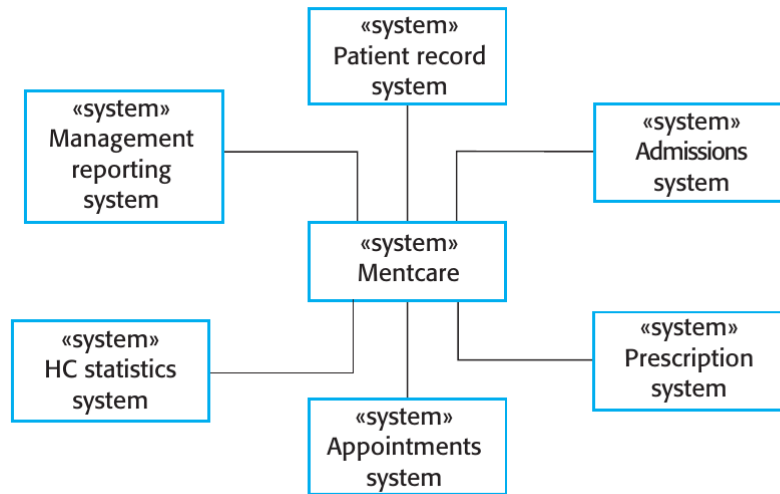 «system»
Patient record
system
«system»
Management
reporting
system
«system»
Admissions
system
«system»
Mentcare
«system»
HC statistics
system
«system»
Prescription
system
«system»
Appointments
system